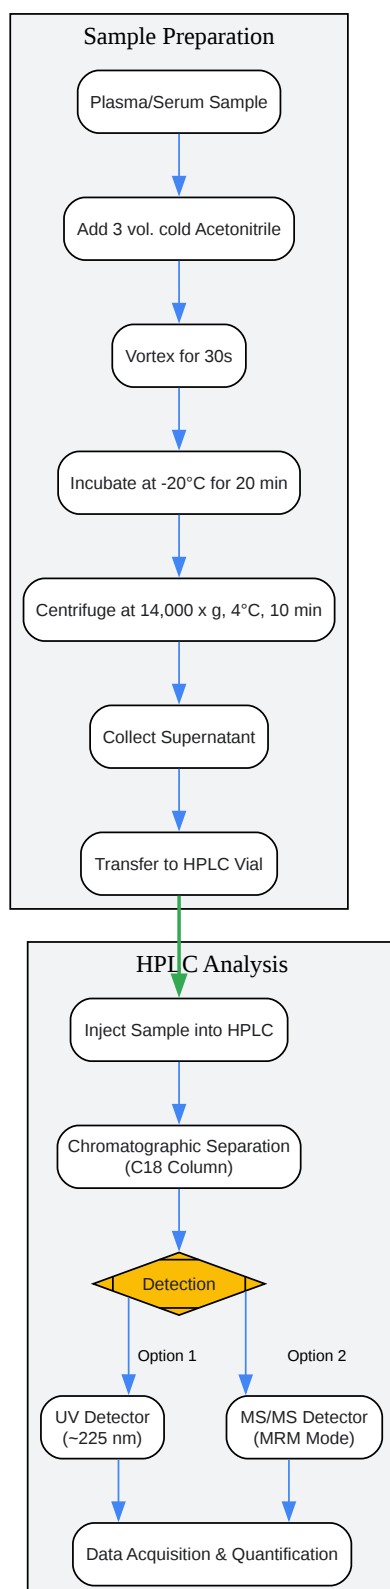 Sample Preparation
Plasma/Serum Sample
Add 3 vol. cold Acetonitrile
Vortex for 30s
Incubate at -20°C for 20 min
Centrifuge at 14,000 x g, 4°C, 10 min
Collect Supernatant
Transfer to HPLC Vial
HPLC Analysis
Inject Sample into HPLC
Chromatographic Separation
(C18 Column)
Detection
Option 1
Option 2
UV Detector
(~225 nm)
MS/MS Detector
(MRM Mode)
Data Acquisition & Quantification